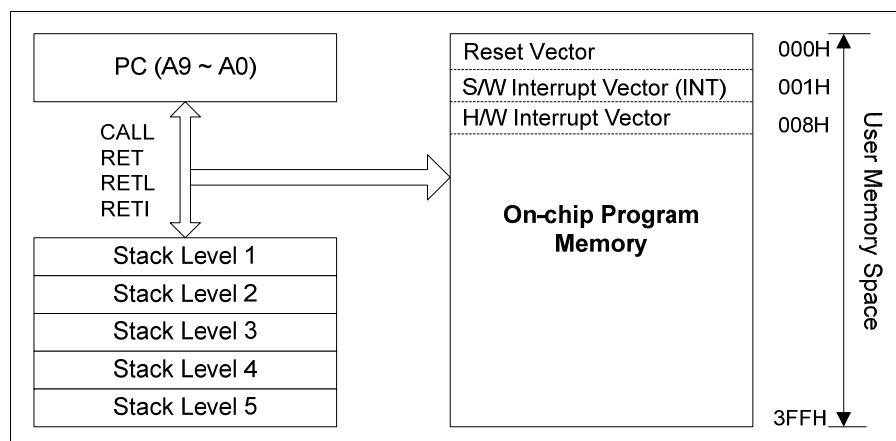 PC (A9 ~ A0)
CALL
RET
RETL
RETI
Stack Level 1
Stack Level 2
Stack Level 3
Stack Level 4
Stack Level 5
Reset Vector
000H
S/W Interrupt Vector (INT)
001H
H/W Interrupt Vector
008H
On-chip Program
Memory
3FFH
User Memory Space